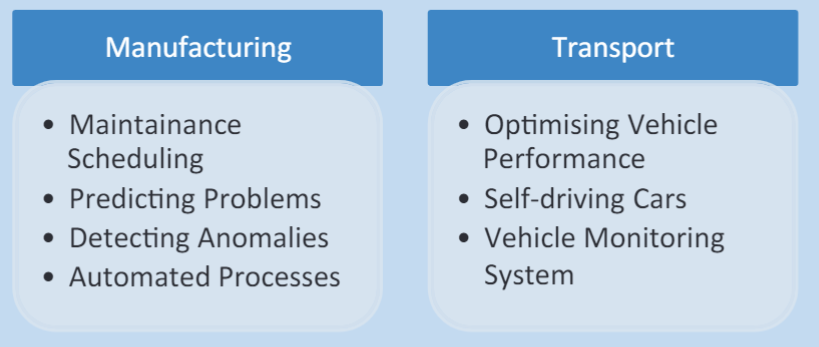 Manufacturing
• Maintainance
Scheduling
• Predicting Problems
• Detecting Anomalies
• Automated Processes
Transport
• Optimising Vehicle
Performance
• Self-driving Cars
• Vehicle Monitoring
System